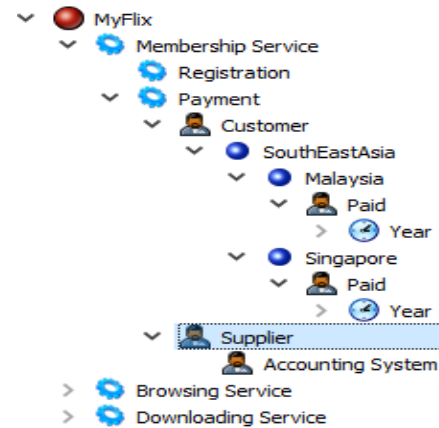 MyFlix
Membership Service
Registration
Payment
Customer
SouthEastAsia
Malaysia
Paid
Year
Singapore
Paid
Year
Supplier
Accounting System
Browsing Service
Downloading Service